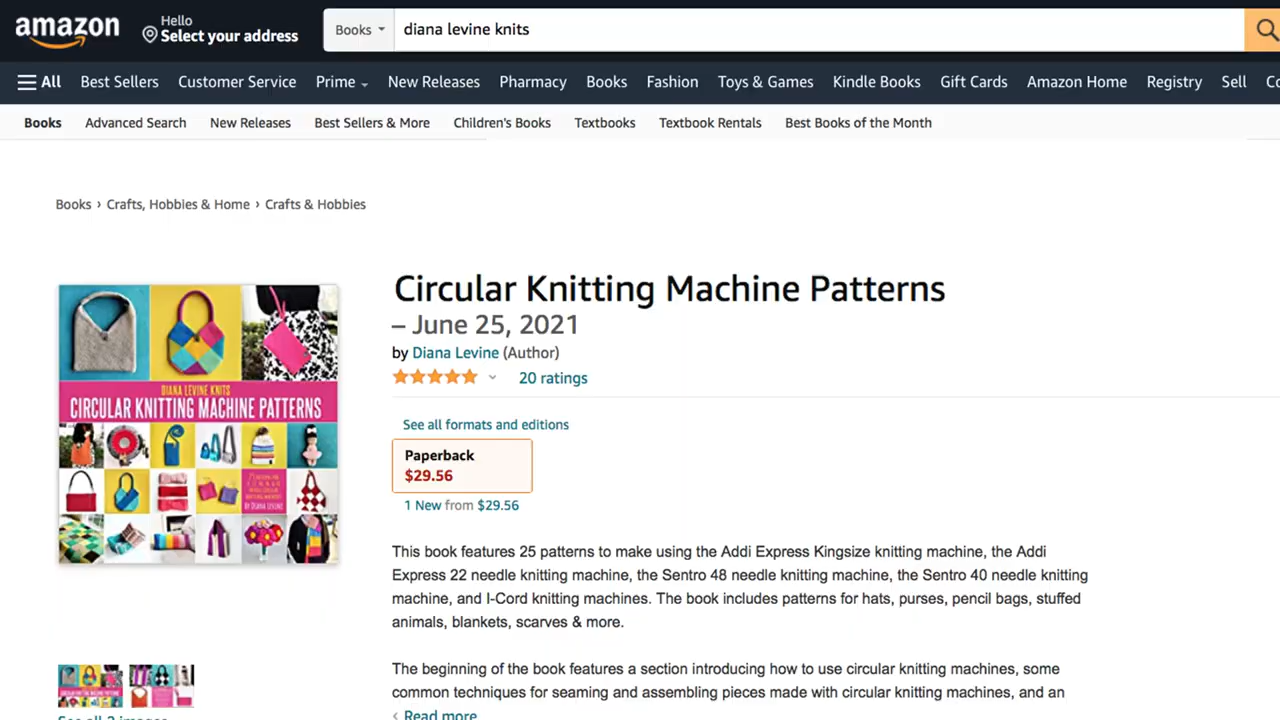 amazon
Hello
Select your address
Books
diana levine knits
All Best Sellers Customer Service Prime New Releases Pharmacy Books Fashion Toys & Games Kindle Books Gift Cards Amazon Home Registry Sell
Books Advanced Search New Releases Best Sellers & More Children's Books Textbooks Textbook Rentals Best Books of the Month
Books › Crafts, Hobbies & Home › Crafts & Hobbies
Circular Knitting Machine Patterns
– June 25, 2021
by Diana Levine (Author)
20 ratings
DIANA LEVINE KNITS
CIRCULAR KNITTING MACHINE PATTERNS
BY DIANA LEVINE
See all formats and editions
Paperback
$29.56
1 New from $29.56
This book features 25 patterns to make using the Addi Express Kingsize knitting machine, the Addi
Express 22 needle knitting machine, the Sentro 48 needle knitting machine, the Sentro 40 needle knitting
machine, and I-Cord knitting machines. The book includes patterns for hats, purses, pencil bags, stuffed
animals, blankets, scarves & more.
The beginning of the book features a section introducing how to use circular knitting machines, some
common techniques for seaming and assembling pieces made with circular knitting machines, and an
‹ Read more
See all 2 images